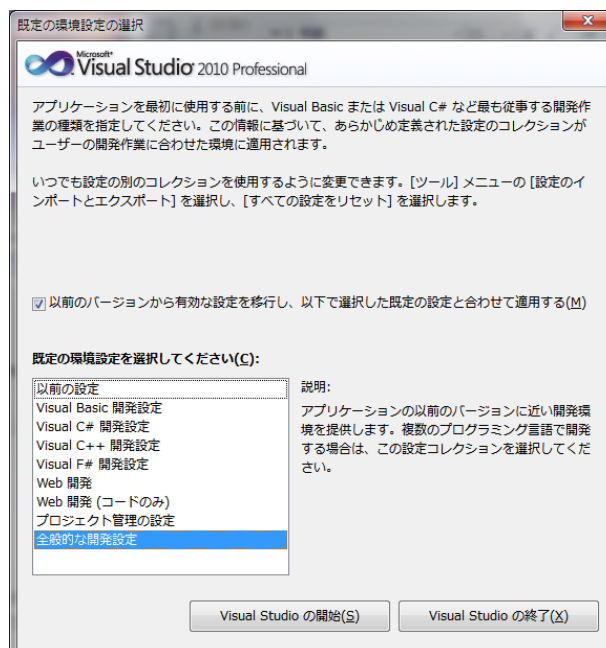 既定の環境設定の選択
Microsoft
Visual Studio 2010 Professional
アプリケーションを最初に使用する前に、Visual Basic または Visual C# など最も従事する開発作
業の種類を指定してください。この情報に基づいて、あらかじめ定義された設定のコレクションが
ユーザーの開発作業に合わせた環境に適用されます。
いつでも設定の別のコレクションを使用するように変更できます。[ツール] メニューの [設定のイ
ンポートとエクスポート] を選択し、[すべての設定をリセット] を選択します。
以前のバージョンから有効な設定を移行し、以下で選択した既定の設定と合わせて適用する(M)
既定の環境設定を選択してください(C):
以前の設定
Visual Basic 開発設定
Visual C# 開発設定
Visual C++ 開発設定
Visual F# 開発設定
Web 開発
Web 開発 (コードのみ)
プロジェクト管理の設定
全般的な開発設定
説明:
アプリケーションの以前のバージョンに近い開発環
境を提供します。複数のプログラミング言語で開発
する場合は、この設定コレクションを選択してくだ
さい。
Visual Studio の開始(S)
Visual Studio の終了(X)